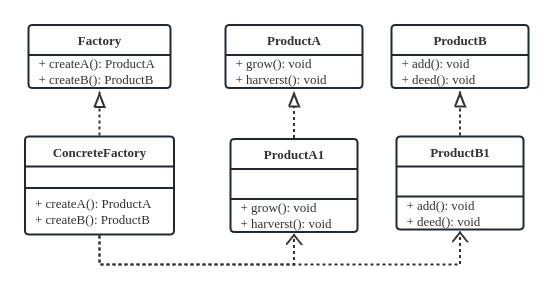 Factory
+ createA(): ProductA
+ createB(): ProductB
ProductA
+ grow(): void
+ harverst(): void
ProductB
+ add(): void
+ deed(): void
ConcreteFactory
+ createA(): ProductA
+ createB(): ProductB
ProductA1
+ grow(): void
+ harverst(): void
ProductB1
+ add(): void
+ deed(): void